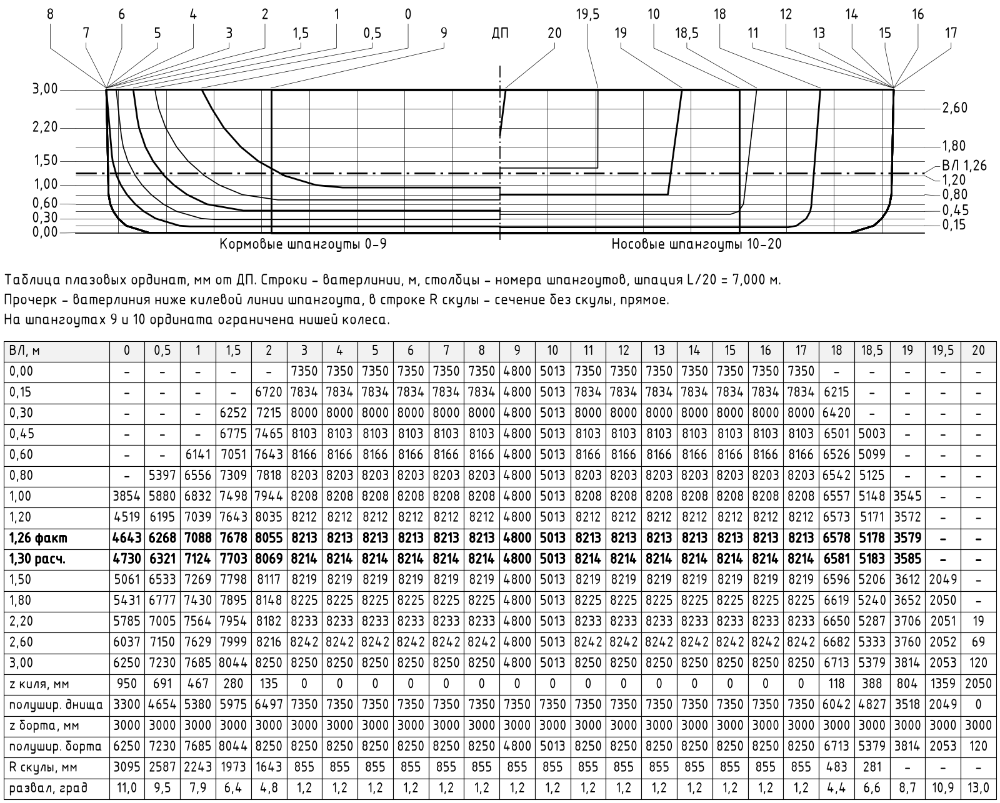 8 6 4 2 1 0 19,5 10 18 12 14 16
7 5 3 1,5 0,5 9 ДП 20 19 18,5 11 13 15 17
3,00
2,60
2,20
1,80
1,50
ВЛ 1,26
1,20
1,00
0,80
0,60
0,45
0,30
0,15
0,00
Кормовые шпангоуты 0–9 Носовые шпангоуты 10–20
Таблица плазовых ординат, мм от ДП. Строки – ватерлинии, м, столбцы – номера шпангоутов, шпация L/20 = 7,000 м.
Прочерк – ватерлиния ниже килевой линии шпангоута, в строке R скулы – сечение без скулы, прямое.
На шпангоутах 9 и 10 ордината ограничена нишей колеса.
ВЛ, м 0 0,5 1 1,5 2 3 4 5 6 7 8 9 10 11 12 13 14 15 16 17 18 18,5 19 19,5 20
0,00 – – – – – 7350 7350 7350 7350 7350 7350 4800 5013 7350 7350 7350 7350 7350 7350 7350 – – – – –
0,15 – – – – 6720 7834 7834 7834 7834 7834 7834 4800 5013 7834 7834 7834 7834 7834 7834 7834 6215 – – – –
0,30 – – – 6252 7215 8000 8000 8000 8000 8000 8000 4800 5013 8000 8000 8000 8000 8000 8000 8000 6420 – – – –
0,45 – – – 6775 7465 8103 8103 8103 8103 8103 8103 4800 5013 8103 8103 8103 8103 8103 8103 8103 6501 5003 – – –
0,60 – – 6141 7051 7643 8166 8166 8166 8166 8166 8166 4800 5013 8166 8166 8166 8166 8166 8166 8166 6526 5099 – – –
0,80 – 5397 6556 7309 7818 8203 8203 8203 8203 8203 8203 4800 5013 8203 8203 8203 8203 8203 8203 8203 6542 5125 – – –
1,00 3854 5880 6832 7498 7944 8208 8208 8208 8208 8208 8208 4800 5013 8208 8208 8208 8208 8208 8208 8208 6557 5148 3545 – –
1,20 4519 6195 7039 7643 8035 8212 8212 8212 8212 8212 8212 4800 5013 8212 8212 8212 8212 8212 8212 8212 6573 5171 3572 – –
1,26 факт 4643 6268 7088 7678 8055 8213 8213 8213 8213 8213 8213 4800 5013 8213 8213 8213 8213 8213 8213 8213 6578 5178 3579 – –
1,30 расч. 4730 6321 7124 7703 8069 8214 8214 8214 8214 8214 8214 4800 5013 8214 8214 8214 8214 8214 8214 8214 6581 5183 3585 – –
1,50 5061 6533 7269 7798 8117 8219 8219 8219 8219 8219 8219 4800 5013 8219 8219 8219 8219 8219 8219 8219 6596 5206 3612 2049 –
1,80 5431 6777 7430 7895 8148 8225 8225 8225 8225 8225 8225 4800 5013 8225 8225 8225 8225 8225 8225 8225 6619 5240 3652 2050 –
2,20 5785 7005 7564 7954 8182 8233 8233 8233 8233 8233 8233 4800 5013 8233 8233 8233 8233 8233 8233 8233 6650 5287 3706 2051 19
2,60 6037 7150 7629 7999 8216 8242 8242 8242 8242 8242 8242 4800 5013 8242 8242 8242 8242 8242 8242 8242 6682 5333 3760 2052 69
3,00 6250 7230 7685 8044 8250 8250 8250 8250 8250 8250 8250 4800 5013 8250 8250 8250 8250 8250 8250 8250 6713 5379 3814 2053 120
z киля, мм 950 691 467 280 135 0 0 0 0 0 0 0 0 0 0 0 0 0 0 0 118 388 804 1359 2050
полушир. днища 3300 4654 5380 5975 6497 7350 7350 7350 7350 7350 7350 7350 7350 7350 7350 7350 7350 7350 7350 7350 6042 4827 3518 2049 0
z борта, мм 3000 3000 3000 3000 3000 3000 3000 3000 3000 3000 3000 3000 3000 3000 3000 3000 3000 3000 3000 3000 3000 3000 3000 3000 3000
полушир. борта 6250 7230 7685 8044 8250 8250 8250 8250 8250 8250 8250 4800 5013 8250 8250 8250 8250 8250 8250 8250 6713 5379 3814 2053 120
R скулы, мм 3095 2587 2243 1973 1643 855 855 855 855 855 855 855 855 855 855 855 855 855 855 855 483 281 – – –
развал, град 11,0 9,5 7,9 6,4 4,8 1,2 1,2 1,2 1,2 1,2 1,2 1,2 1,2 1,2 1,2 1,2 1,2 1,2 1,2 1,2 4,4 6,6 8,7 10,9 13,0